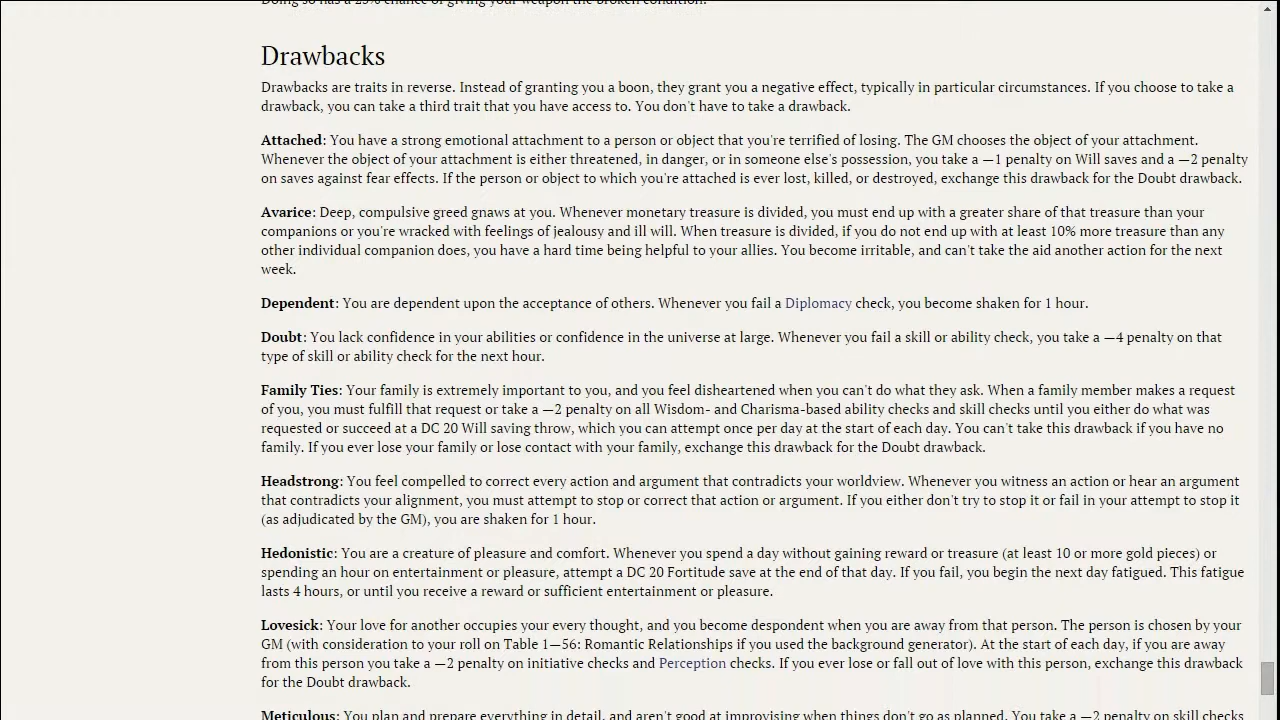 Doing so has a 25% chance of giving your weapon the broken condition.
Drawbacks
Drawbacks are traits in reverse. Instead of granting you a boon, they grant you a negative effect, typically in particular circumstances. If you choose to take a
drawback, you can take a third trait that you have access to. You don't have to take a drawback.
Attached: You have a strong emotional attachment to a person or object that you're terrified of losing. The GM chooses the object of your attachment.
Whenever the object of your attachment is either threatened, in danger, or in someone else's possession, you take a —1 penalty on Will saves and a —2 penalty
on saves against fear effects. If the person or object to which you're attached is ever lost, killed, or destroyed, exchange this drawback for the Doubt drawback.
Avarice: Deep, compulsive greed gnaws at you. Whenever monetary treasure is divided, you must end up with a greater share of that treasure than your
companions or you're wracked with feelings of jealousy and ill will. When treasure is divided, if you do not end up with at least 10% more treasure than any
other individual companion does, you have a hard time being helpful to your allies. You become irritable, and can't take the aid another action for the next
week.
Dependent: You are dependent upon the acceptance of others. Whenever you fail a Diplomacy check, you become shaken for 1 hour.
Doubt: You lack confidence in your abilities or confidence in the universe at large. Whenever you fail a skill or ability check, you take a —4 penalty on that
type of skill or ability check for the next hour.
Family Ties: Your family is extremely important to you, and you feel disheartened when you can't do what they ask. When a family member makes a request
of you, you must fulfill that request or take a —2 penalty on all Wisdom- and Charisma-based ability checks and skill checks until you either do what was
requested or succeed at a DC 20 Will saving throw, which you can attempt once per day at the start of each day. You can't take this drawback if you have no
family. If you ever lose your family or lose contact with your family, exchange this drawback for the Doubt drawback.
Headstrong: You feel compelled to correct every action and argument that contradicts your worldview. Whenever you witness an action or hear an argument
that contradicts your alignment, you must attempt to stop or correct that action or argument. If you either don't try to stop it or fail in your attempt to stop it
(as adjudicated by the GM), you are shaken for 1 hour.
Hedonistic: You are a creature of pleasure and comfort. Whenever you spend a day without gaining reward or treasure (at least 10 or more gold pieces) or
spending an hour on entertainment or pleasure, attempt a DC 20 Fortitude save at the end of that day. If you fail, you begin the next day fatigued. This fatigue
lasts 4 hours, or until you receive a reward or sufficient entertainment or pleasure.
Lovesick: Your love for another occupies your every thought, and you become despondent when you are away from that person. The person is chosen by your
GM (with consideration to your roll on Table 1—56: Romantic Relationships if you used the background generator). At the start of each day, if you are away
from this person you take a —2 penalty on initiative checks and Perception checks. If you ever lose or fall out of love with this person, exchange this drawback
for the Doubt drawback.
Meticulous: You plan and prepare everything in detail, and aren't good at improvising when things don't go as planned. You take a —2 penalty on skill checks